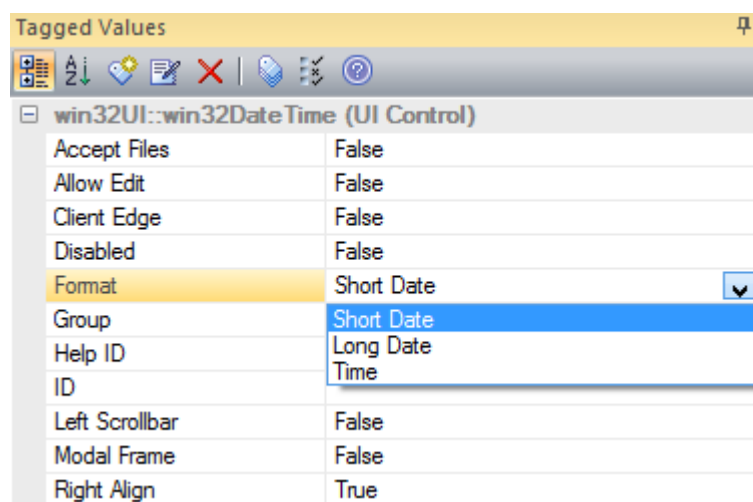 Tagged Values
win32UI::win32DateTime (UI Control)
Accept Files False
Allow Edit False
Client Edge False
Disabled False
Format Short Date
Group Short Date
Help ID Long Date
Time
ID
Left Scrollbar False
Modal Frame False
Right Align True